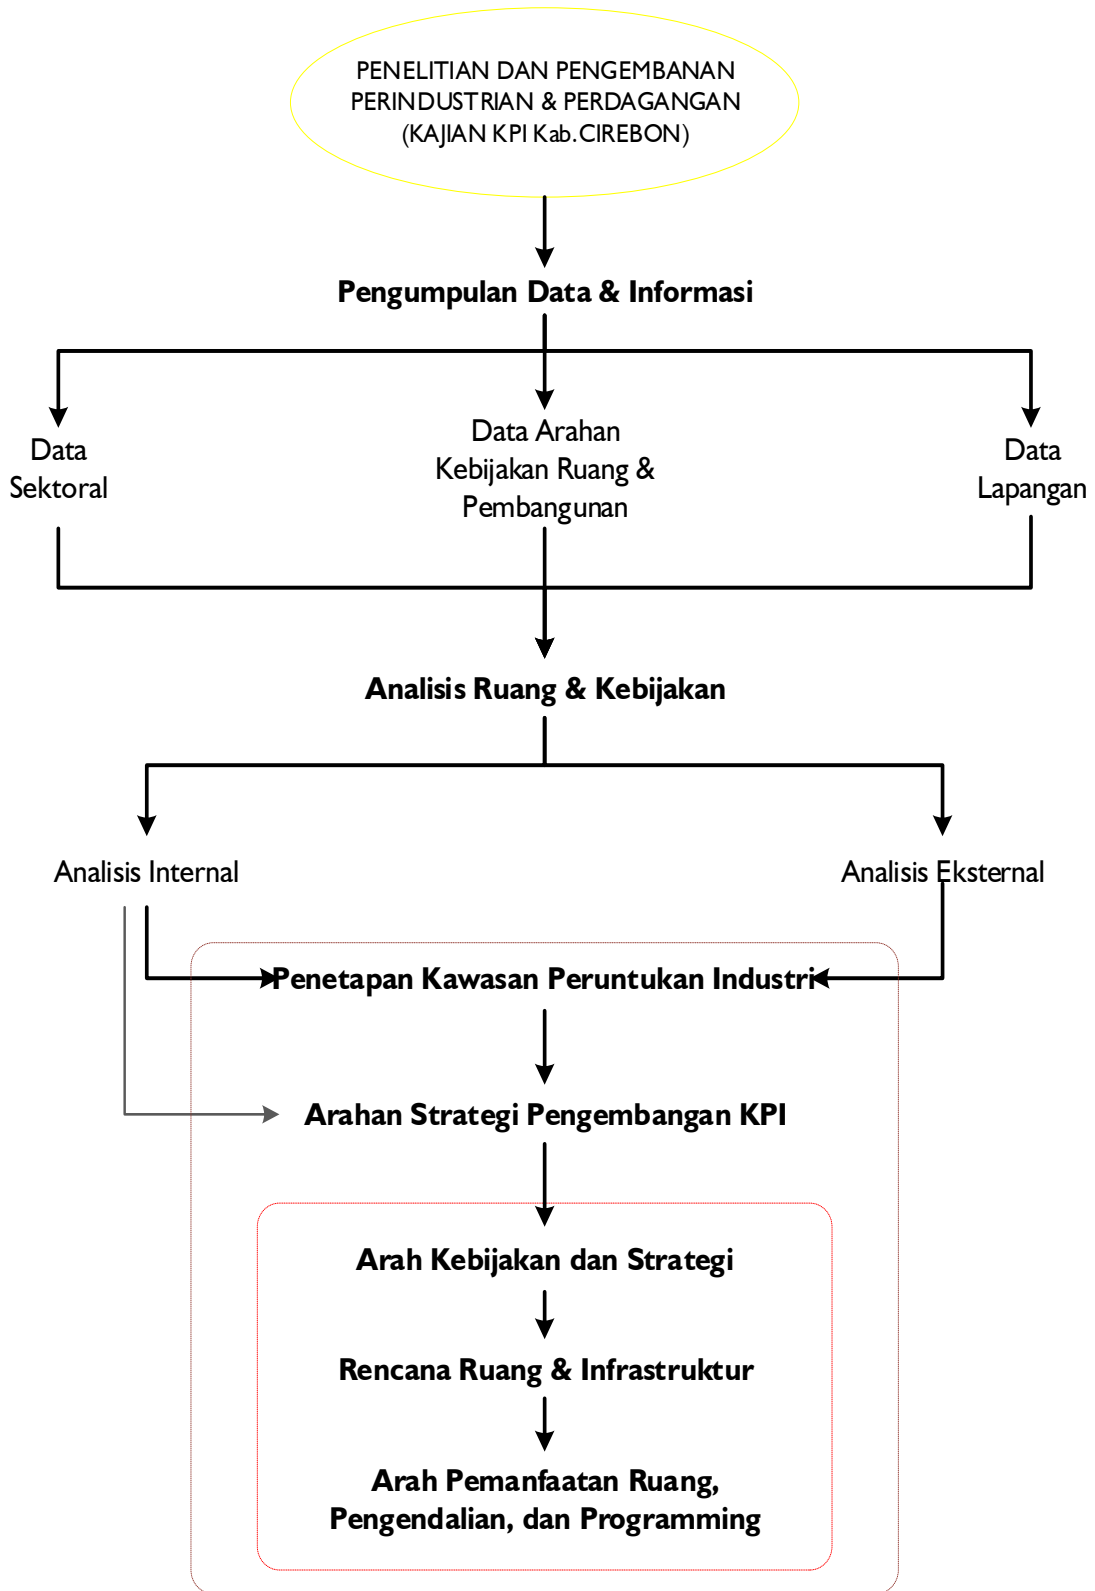 PENELITIAN DAN PENGEMBANAN
PERINDUSTRIAN & PERDAGANGAN
(KAJIAN KPI Kab.CIREBON)
Pengumpulan Data & Informasi
Data
Sektoral
Data Arahan
Kebijakan Ruang &
Pembangunan
Data
Lapangan
Analisis Ruang & Kebijakan
Analisis Internal
Analisis Eksternal
Penetapan Kawasan Peruntukan Industri
Arahan Strategi Pengembangan KPI
Arah Kebijakan dan Strategi
Rencana Ruang & Infrastruktur
Arah Pemanfaatan Ruang,
Pengendalian, dan Programming